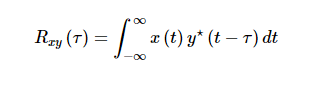 R_{xy} (τ) = ∫_{−∞}^{∞} x (t) y^{⋆} (t − τ) dt